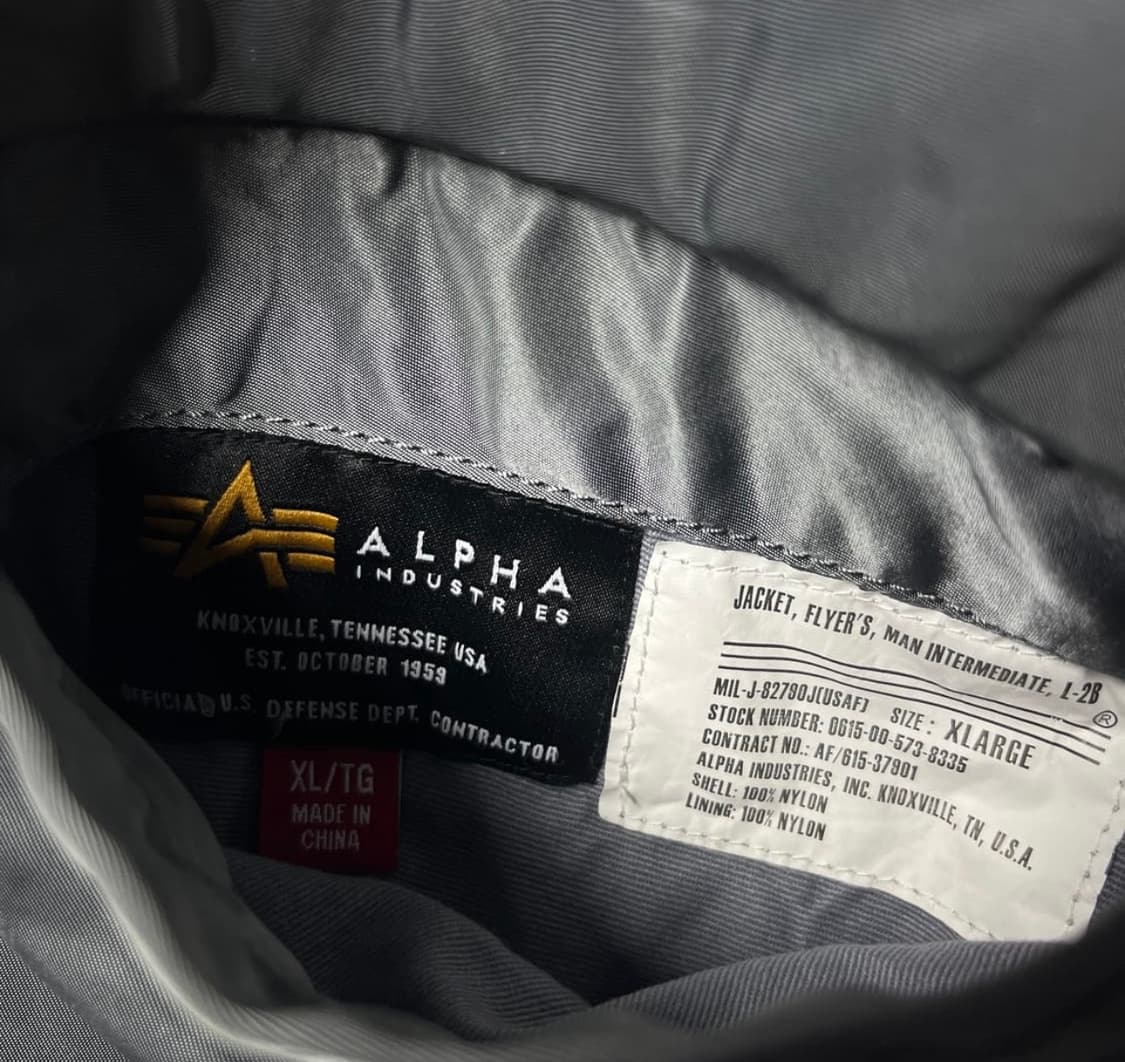 ALPHA
INDUSTRIES
KNOXVILLE, TENNESSEE USA
EST. OCTOBER 1959
OFFICIAL U.S. DEFENSE DEPT. CONTRACTOR
XL/TG
MADE IN
CHINA
JACKET, FLYER'S, MAN INTERMEDIATE, L-2B
®
MIL-J-82790J(USAF) SIZE: XLARGE
STOCK NUMBER: 0615-00-573-8335
CONTRACT NO.: AF/615-37901
ALPHA INDUSTRIES, INC. KNOXVILLE, TN, U.S.A.
SHELL: 100% NYLON
LINING: 100% NYLON